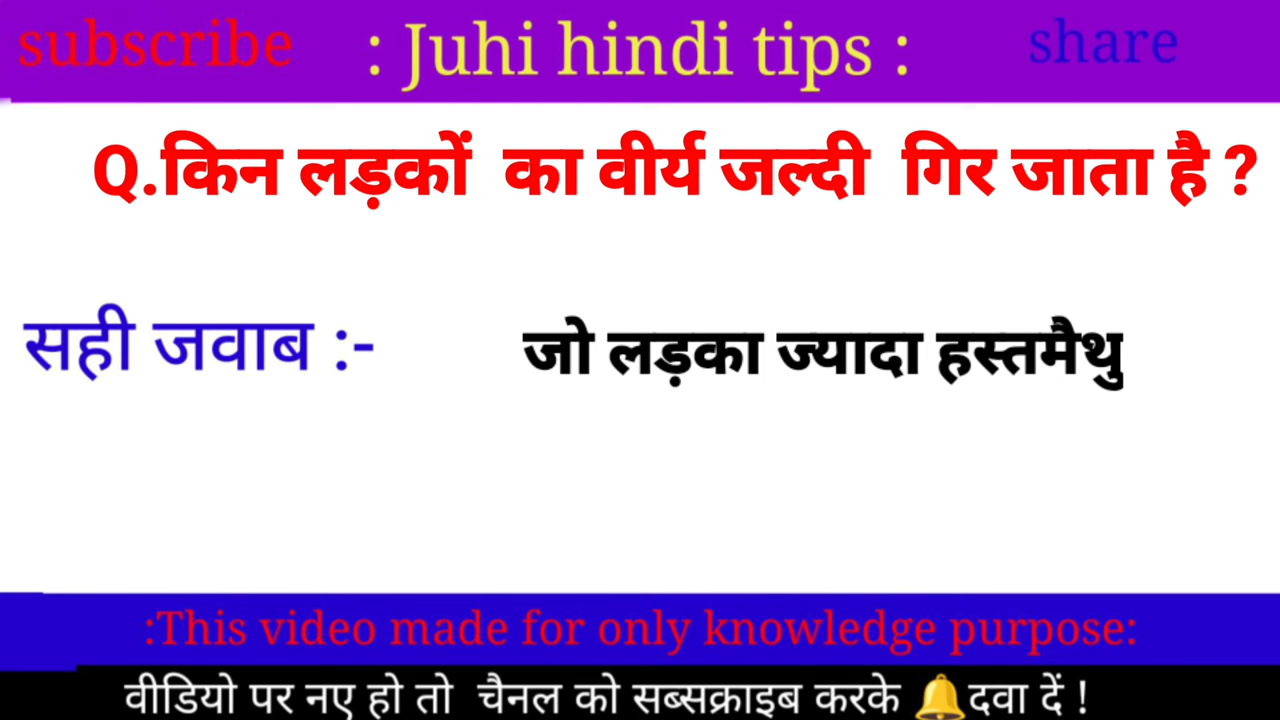 subscribe : Juhi hindi tips : share
Q.किन लड़कों का वीर्य जल्दी गिर जाता है ?
सही जवाब :- जो लड़का ज्यादा हस्तमैथु
:This video made for only knowledge purpose:
वीडियो पर नए हो तो चैनल को सब्सक्राइब करके 🔔दवा दें !